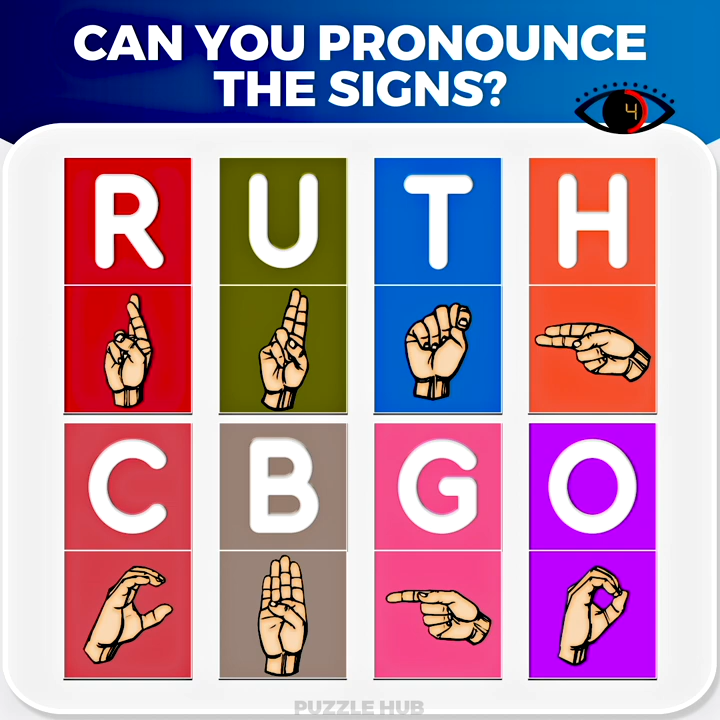 CAN YOU PRONOUNCE
THE SIGNS?
4
R U T H
C B G O
PUZZLE HUB